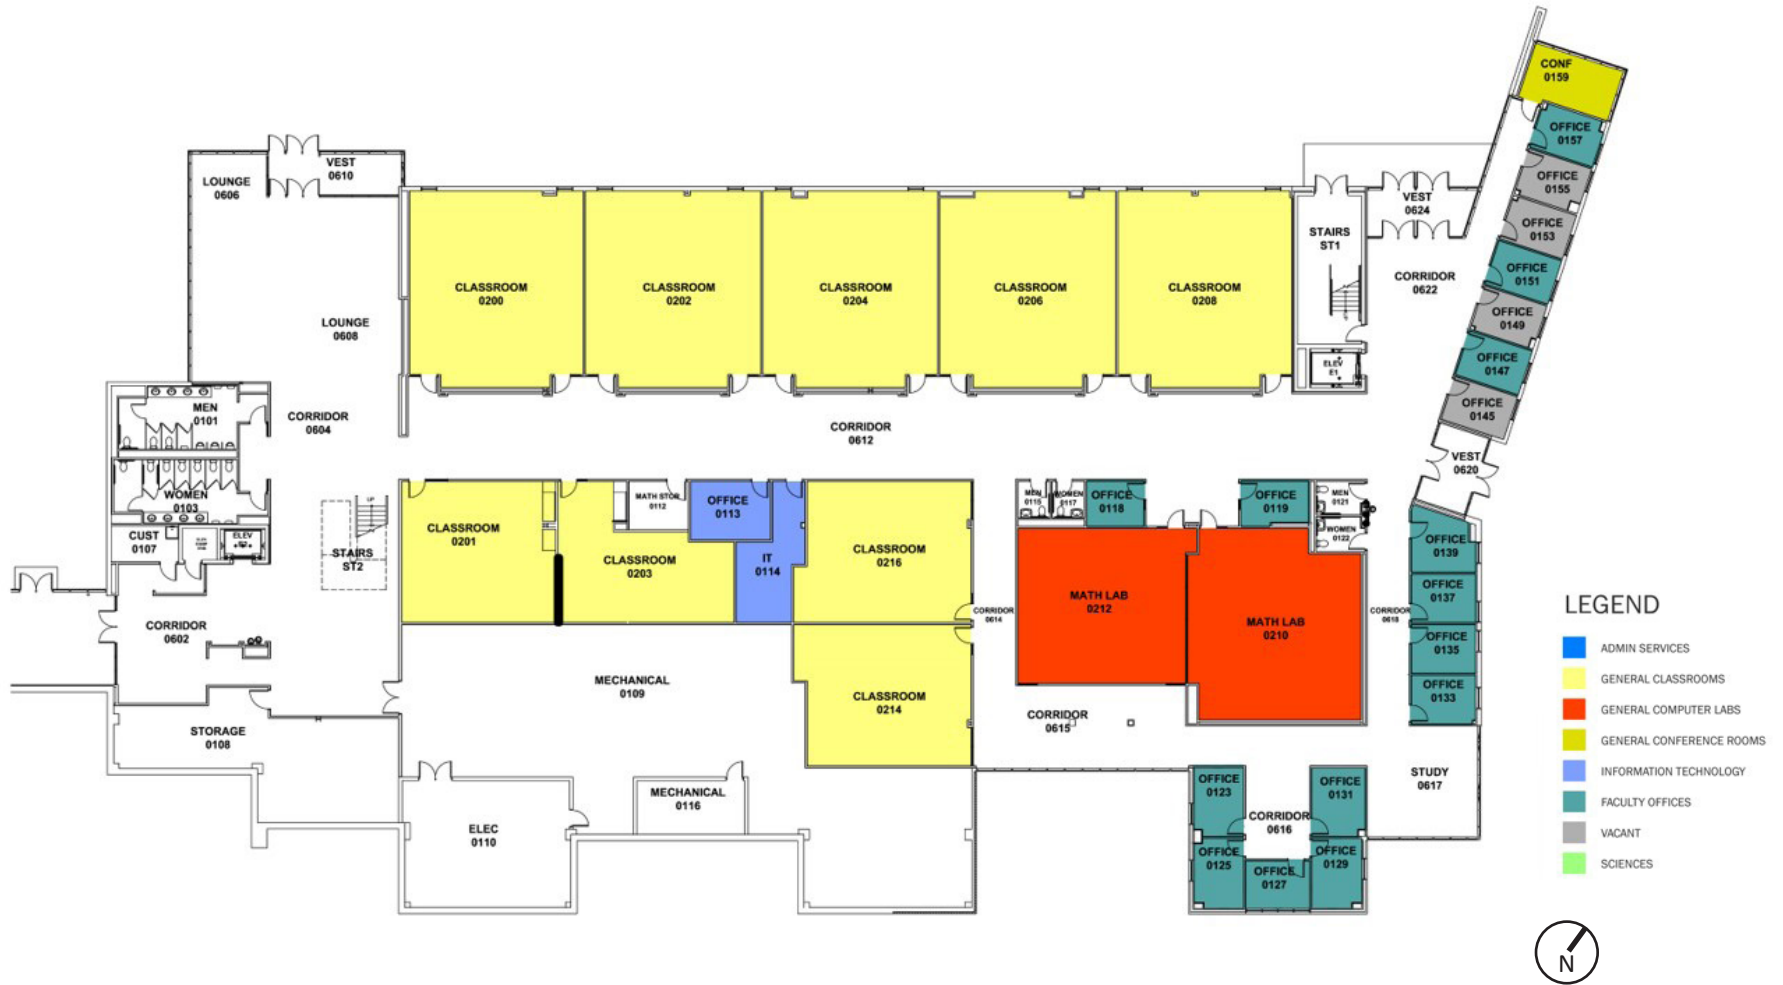 CONF
0159
OFFICE
0157
OFFICE
0155
OFFICE
0153
OFFICE
0151
OFFICE
0149
OFFICE
0147
OFFICE
0145
VEST
0610
LOUNGE
0606
LOUNGE
0608
VEST
0624
STAIRS
ST1
CORRIDOR
0622
CLASSROOM
0200
CLASSROOM
0202
CLASSROOM
0204
CLASSROOM
0206
CLASSROOM
0208
ELEV
E1
MEN
0101
CORRIDOR
0604
CORRIDOR
0612
VEST
0620
WOMEN
0103
CUST
0107
ELEV
UP
STAIRS
ST2
CLASSROOM
0201
MATH STOR
0112
CLASSROOM
0203
OFFICE
0113
IT
0114
CLASSROOM
0216
MEN
0115
WOMEN
0117
OFFICE
0118
OFFICE
0119
MEN
0121
WOMEN
0122
OFFICE
0139
OFFICE
0137
OFFICE
0135
OFFICE
0133
CORRIDOR
0614
MATH LAB
0212
MATH LAB
0210
CORRIDOR
0618
CORRIDOR
0602
MECHANICAL
0109
CLASSROOM
0214
CORRIDOR
0615
STORAGE
0108
STUDY
0617
MECHANICAL
0116
ELEC
0110
OFFICE
0123
OFFICE
0131
CORRIDOR
0616
OFFICE
0125
OFFICE
0127
OFFICE
0129
LEGEND
ADMIN SERVICES
GENERAL CLASSROOMS
GENERAL COMPUTER LABS
GENERAL CONFERENCE ROOMS
INFORMATION TECHNOLOGY
FACULTY OFFICES
VACANT
SCIENCES
N